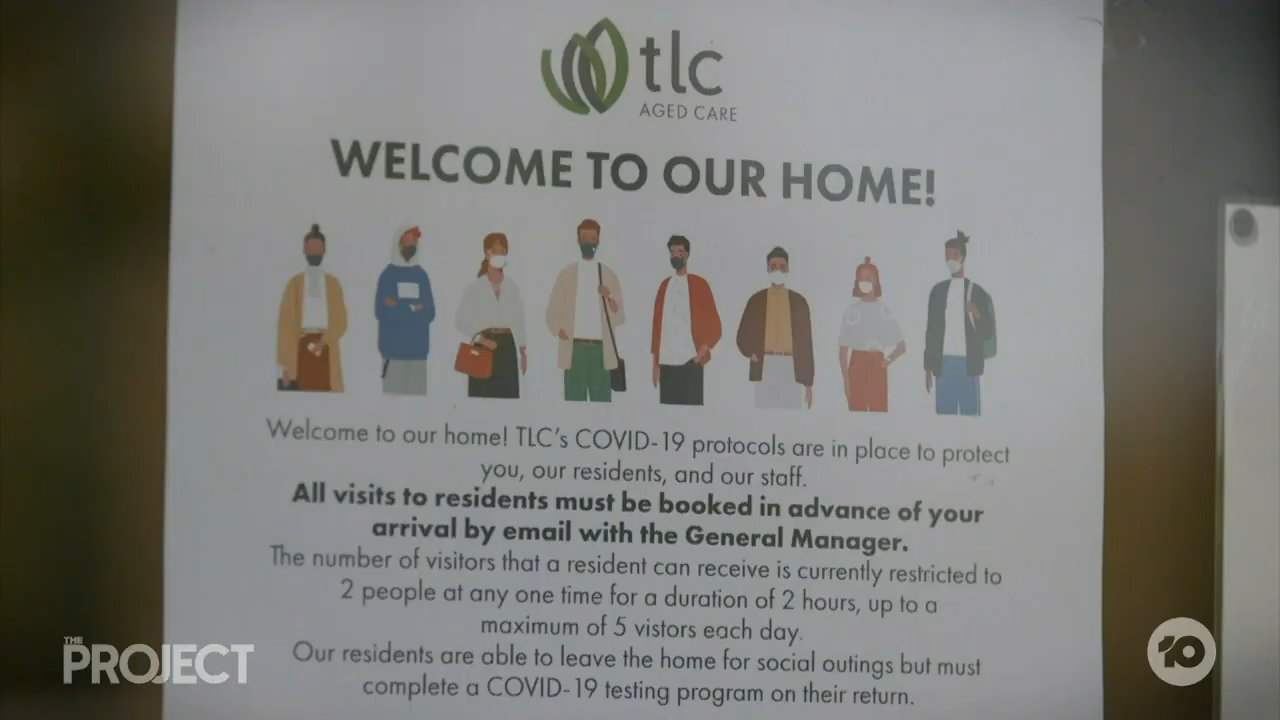 tlc
AGED CARE
WELCOME TO OUR HOME!
Welcome to our home! TLC's COVID-19 protocols are in place to protect
you, our residents, and our staff.
All visits to residents must be booked in advance of your
arrival by email with the General Manager.
The number of visitors that a resident can receive is currently restricted to
2 people at any one time for a duration of 2 hours, up to a
maximum of 5 vistors each day.
Our residents are able to leave the home for social outings but must
complete a COVID-19 testing program on their return.
THE
PROJECT
10